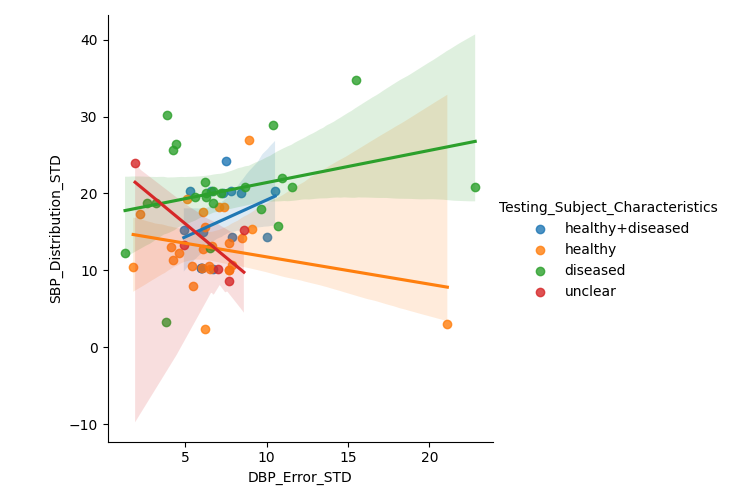 40
30
20
10
0
−10
SBP_Distribution_STD
5
10
15
20
DBP_Error_STD
Testing_Subject_Characteristics
healthy+diseased
healthy
diseased
unclear